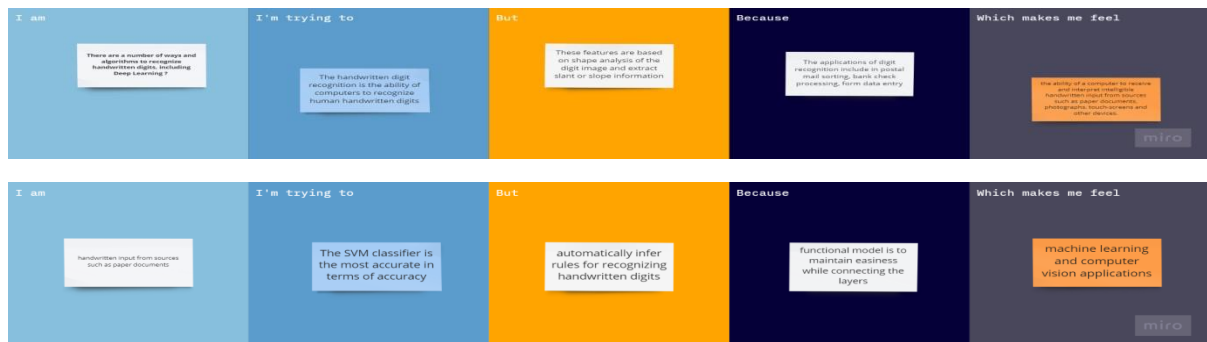 I am
I'm trying to
But
Because
Which makes me feel
There are a number of ways and
algorithms to recognize
handwritten digits, including
Deep Learning ?
The handwritten digit
recognition is the ability of
computers to recognize
human handwritten digits
These features are based
on shape analysis of the
digit image and extract
slant or slope information
The applications of digit
recognition include in postal
mail sorting, bank check
processing, form data entry
the ability of a computer to receive
and interpret intelligible
handwritten input from sources
such as paper documents,
photographs, touch-screens and
other devices.
miro
I am
I'm trying to
But
Because
Which makes me feel
handwritten input from sources
such as paper documents
The SVM classifier is
the most accurate in
terms of accuracy
automatically infer
rules for recognizing
handwritten digits
functional model is to
maintain easiness
while connecting the
layers
machine learning
and computer
vision applications
miro